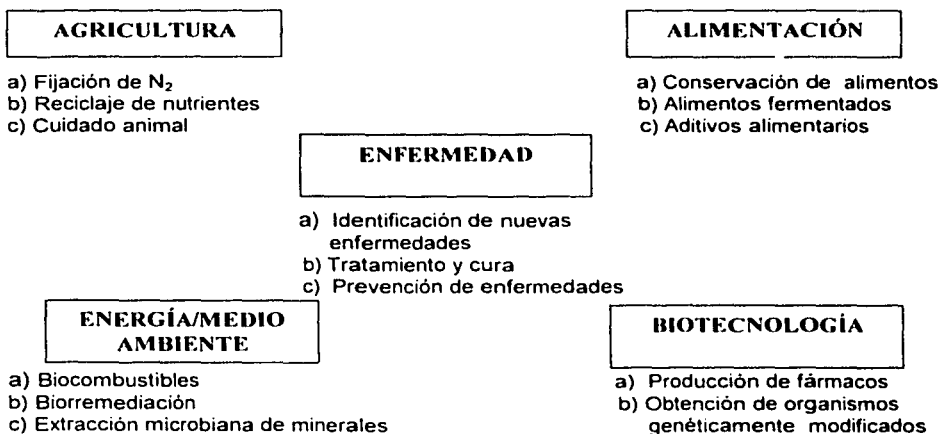 AGRICULTURA
a) Fijación de N₂
b) Reciclaje de nutrientes
c) Cuidado animal
ALIMENTACIÓN
a) Conservación de alimentos
b) Alimentos fermentados
c) Aditivos alimentarios
ENFERMEDAD
a) Identificación de nuevas
enfermedades
b) Tratamiento y cura
c) Prevención de enfermedades
ENERGÍA/MEDIO
AMBIENTE
a) Biocombustibles
b) Biorremediación
c) Extracción microbiana de minerales
BIOTECNOLOGÍA
a) Producción de fármacos
b) Obtención de organismos
genéticamente modificados